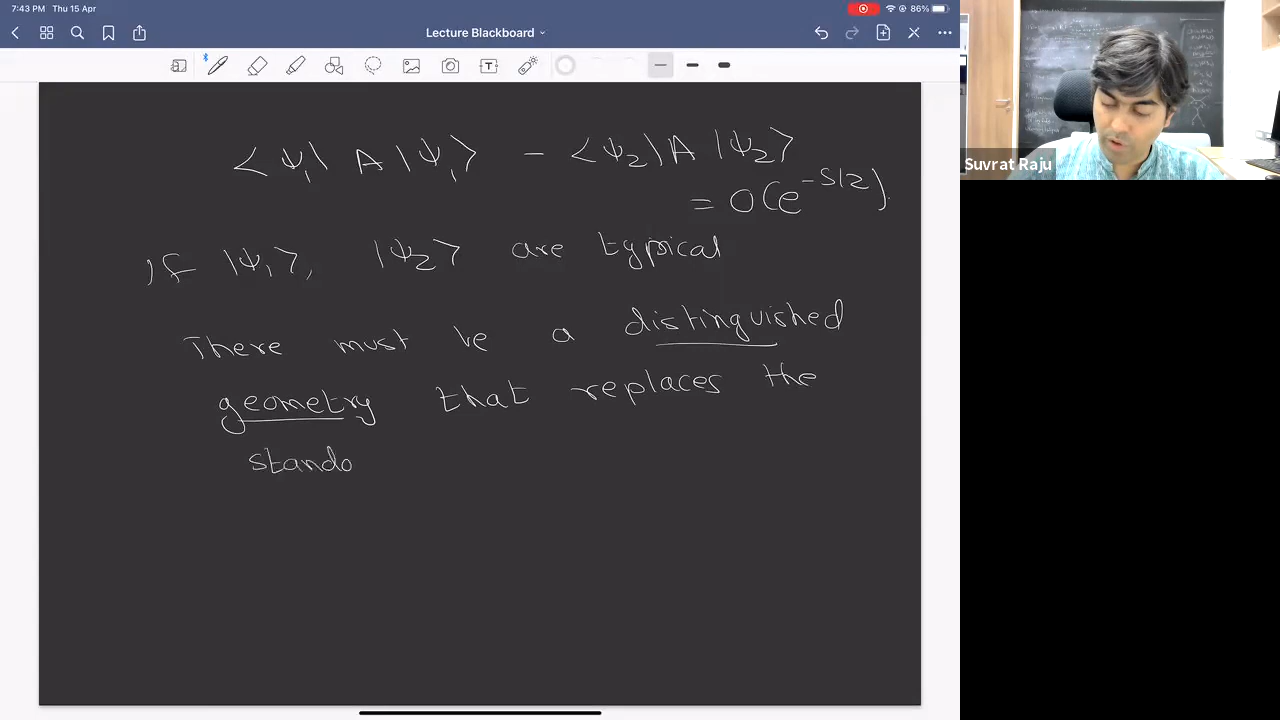 7:43 PM Thu 15 Apr
86%
Lecture Blackboard
Suvrat Raju
<ψ₁| A |ψ₁> - <ψ₂|A |ψ₂>
= O(e^{-S/2}).
If |ψ₁>, |ψ₂> are typical
There must be a distinguished
geometry that replaces the
stando